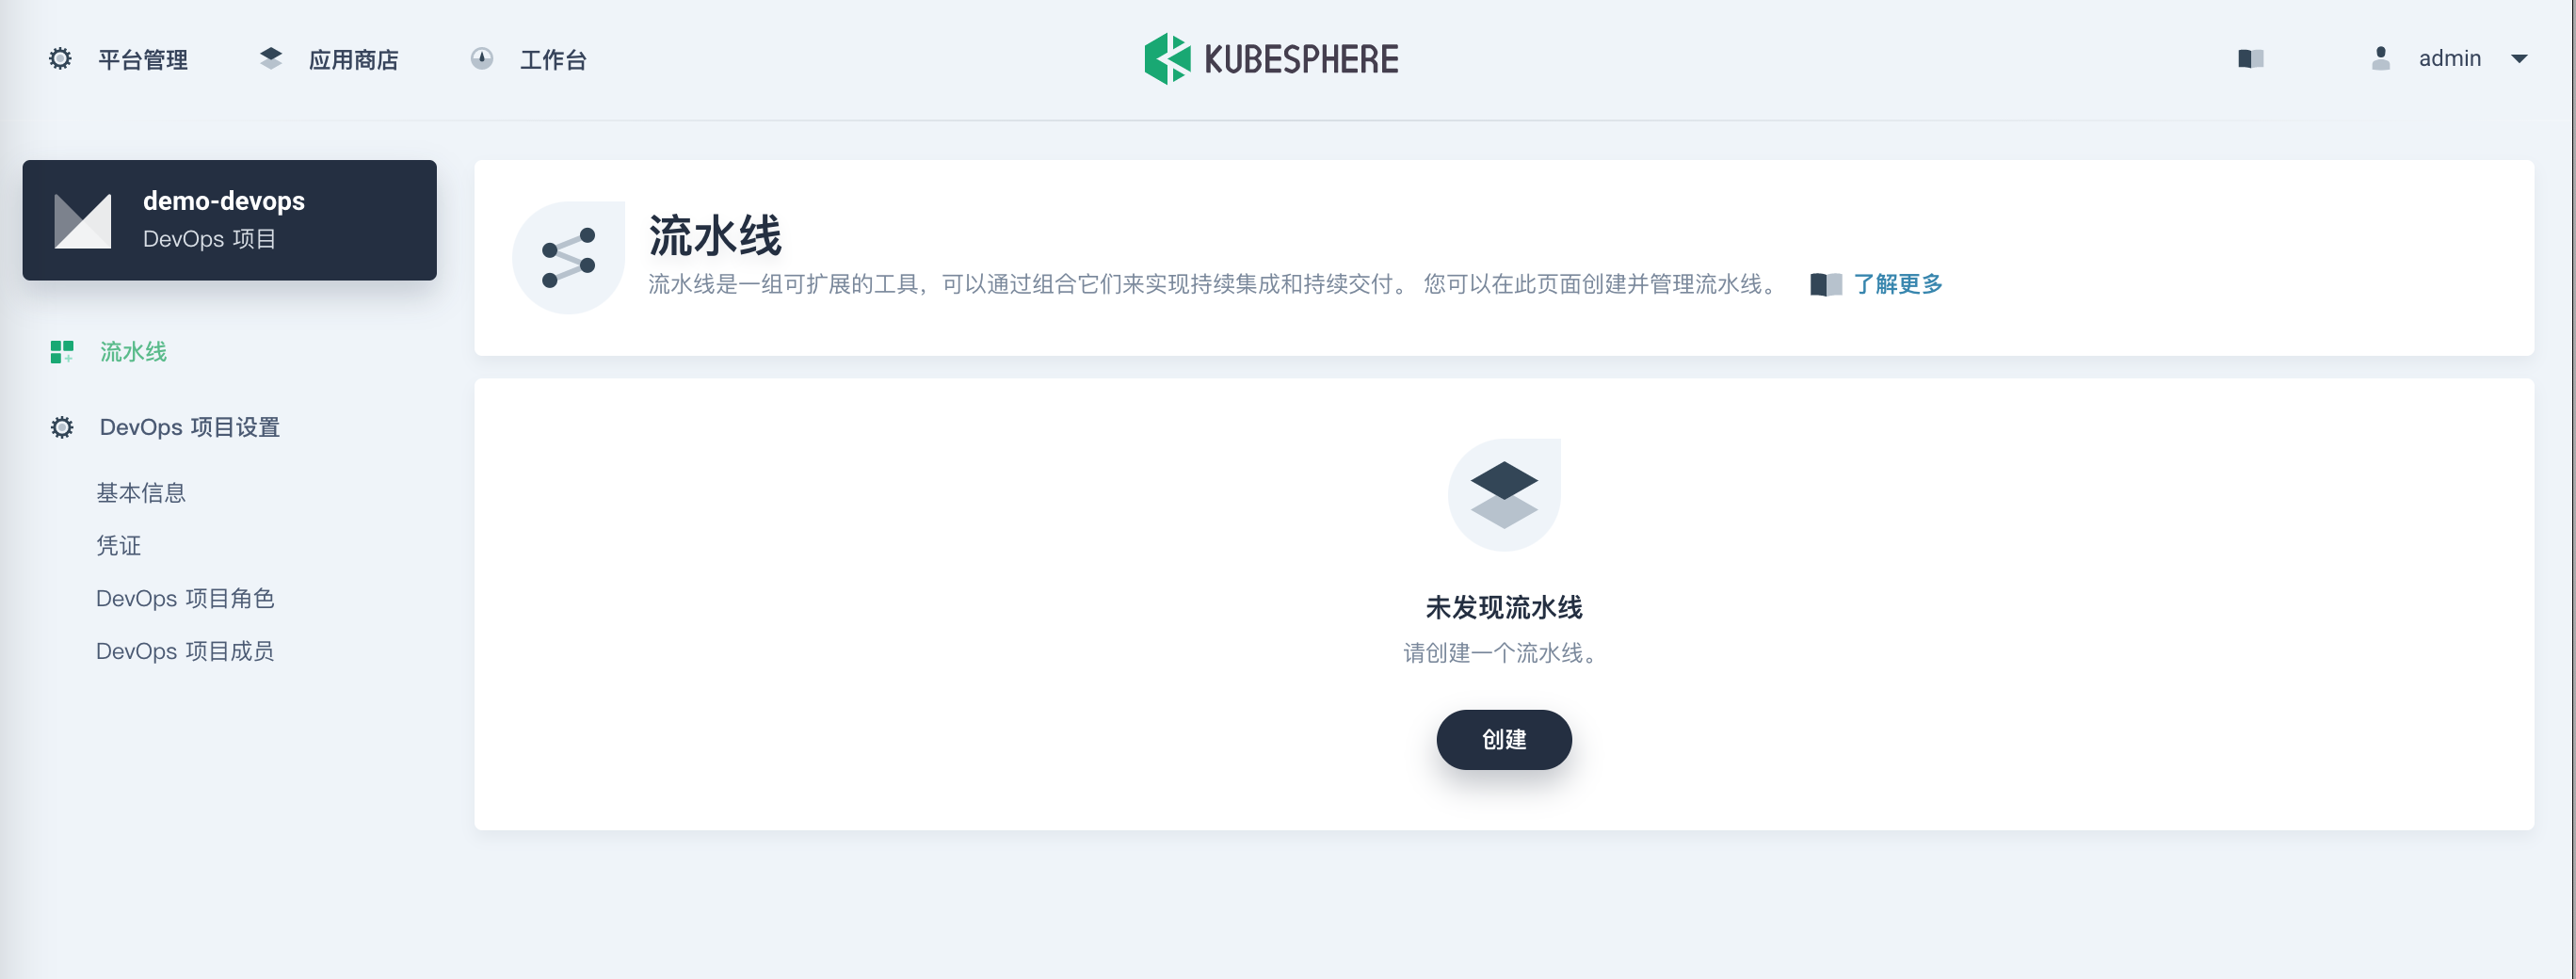 平台管理
应用商店
工作台
KUBESPHERE
admin
demo-devops
DevOps 项目
流水线
DevOps 项目设置
基本信息
凭证
DevOps 项目角色
DevOps 项目成员
流水线
流水线是一组可扩展的工具，可以通过组合它们来实现持续集成和持续交付。 您可以在此页面创建并管理流水线。 了解更多
未发现流水线
请创建一个流水线。
创建